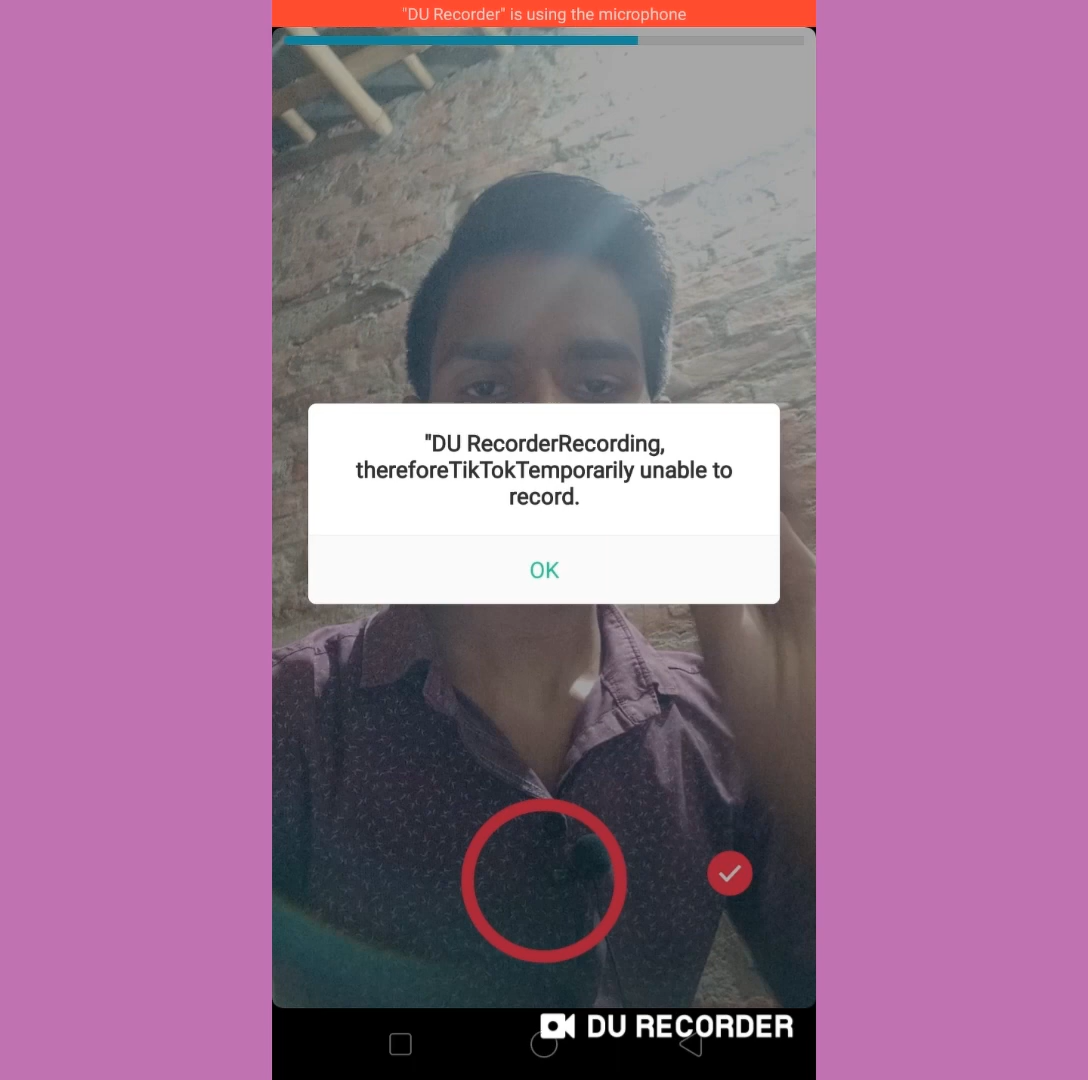 "DU Recorder" is using the microphone
"DU RecorderRecording,
thereforeTikTokTemporarily unable to
record.
OK
DU RECORDER